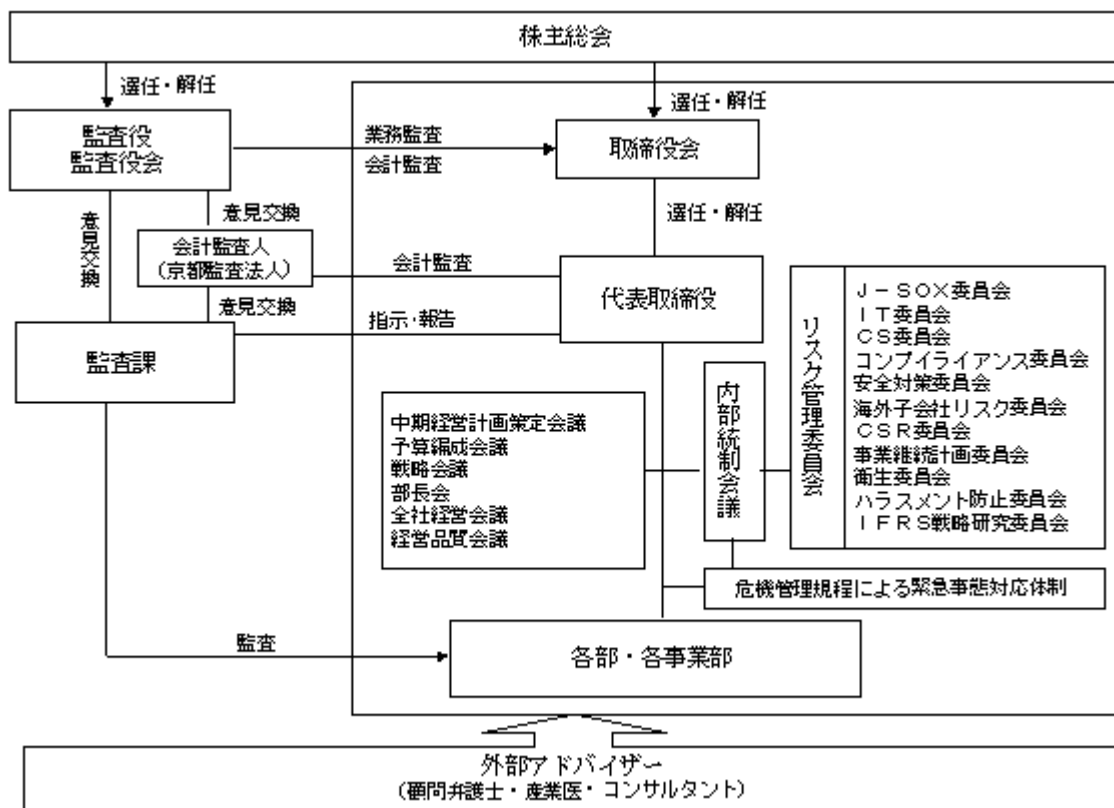 株主総会
選任・解任
選任・解任
監査役
監査役会
業務監査
会計監査
取締役会
意見交換
意見交換
選任・解任
会計監査人
（京都監査法人）
会計監査
代表取締役
意見交換
指示・報告
監査課
リスク管理委員会
Ｊ－ＳＯＸ委員会
ＩＴ委員会
ＣＳ委員会
コンプイライアンス委員会
安全対策委員会
海外子会社リスク委員会
ＣＳＲ委員会
事業継続計画委員会
衛生委員会
ハラスメント防止委員会
ＩＦＲＳ戦略研究委員会
内部統制会議
中期経営計画策定会議
予算編成会議
戦略会議
部長会
全社経営会議
経営品質会議
危機管理規程による緊急事態対応体制
監査
各部・各事業部
外部アドバイザー
（顧問弁護士・産業医・コンサルタント）